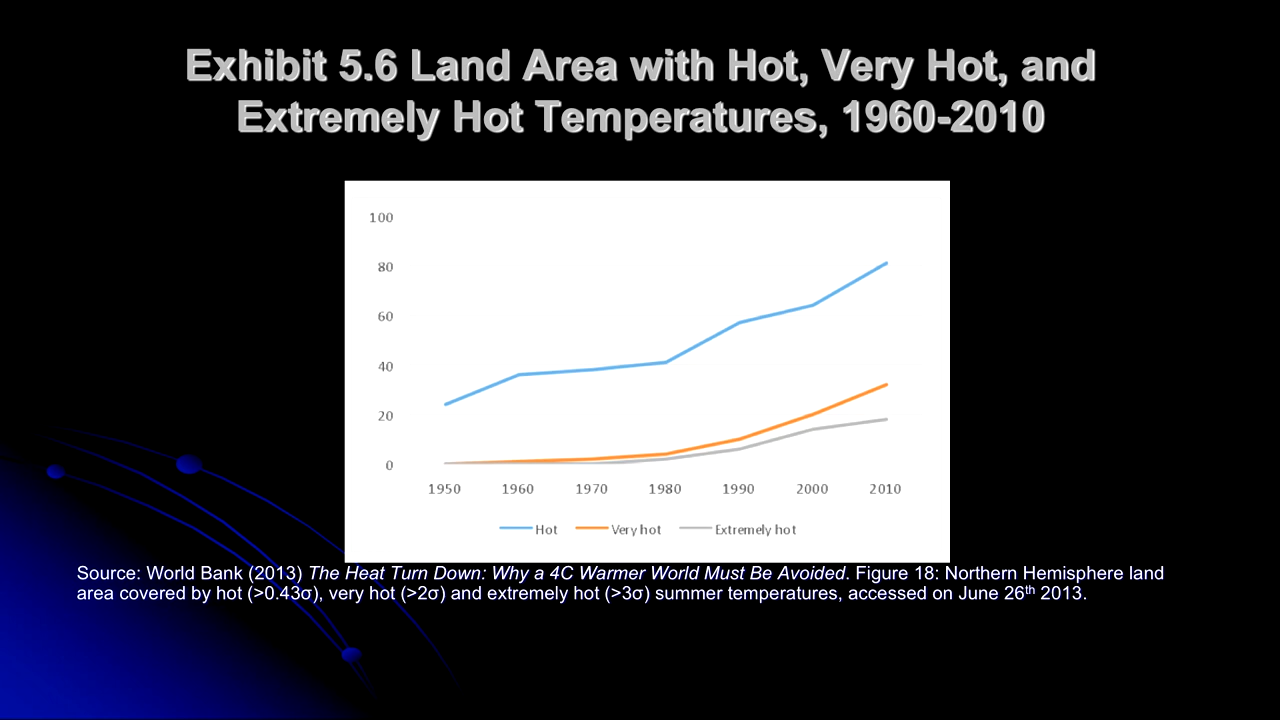 Exhibit 5.6 Land Area with Hot, Very Hot, and
Extremely Hot Temperatures, 1960-2010
100
80
60
40
20
0
1950 1960 1970 1980 1990 2000 2010
Hot Very hot Extremely hot
Source: World Bank (2013) The Heat Turn Down: Why a 4C Warmer World Must Be Avoided. Figure 18: Northern Hemisphere land
area covered by hot (>0.43σ), very hot (>2σ) and extremely hot (>3σ) summer temperatures, accessed on June 26th 2013.